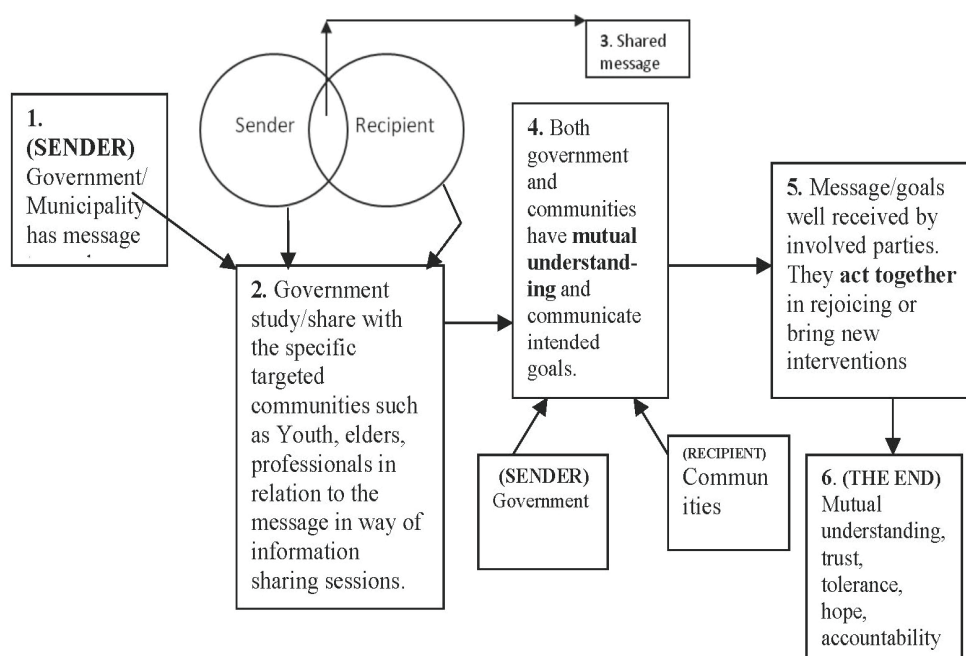 3. Shared
message
Sender
Recipient
1.
(SENDER)
Government/
Municipality
has message
2. Government
study/share with
the specific
targeted
communities such
as Youth, elders,
professionals in
relation to the
message in way of
information
sharing sessions.
4. Both
government
and
communities
have mutual
understand-
ing and
communicate
intended
goals.
(SENDER)
Government
(RECIPIENT)
Commun
ities
5. Message/goals
well received by
involved parties.
They act together
in rejoicing or
bring new
interventions
6. (THE END)
Mutual
understanding,
trust,
tolerance,
hope,
accountability